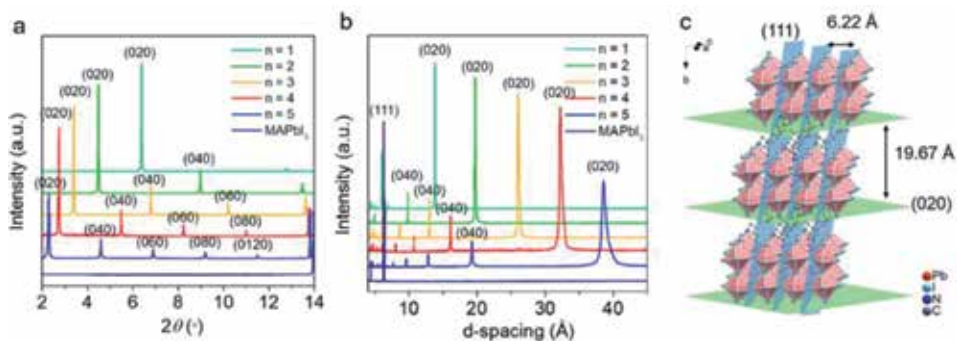 a
(020)
(020)
(020)
(020)
(020)
(040)
(040)
(060)
(040)
(060)
(080)
(040)
(060)
(080)
(0120)
n = 1
n = 2
n = 3
n = 4
n = 5
MAPbI₃
Intensity (a.u.)
2 4 6 8 10 12 14
2θ (°)
b
(020)
(020)
(020)
(020)
(020)
(111)
(040)
(040)
(040)
n = 1
n = 2
n = 3
n = 4
n = 5
MAPbI₃
Intensity (a.u.)
10 20 30 40
d-spacing (Å)
c
(111)
6.22 Å
b
19.67 Å
(020)
Pb
I
N
C